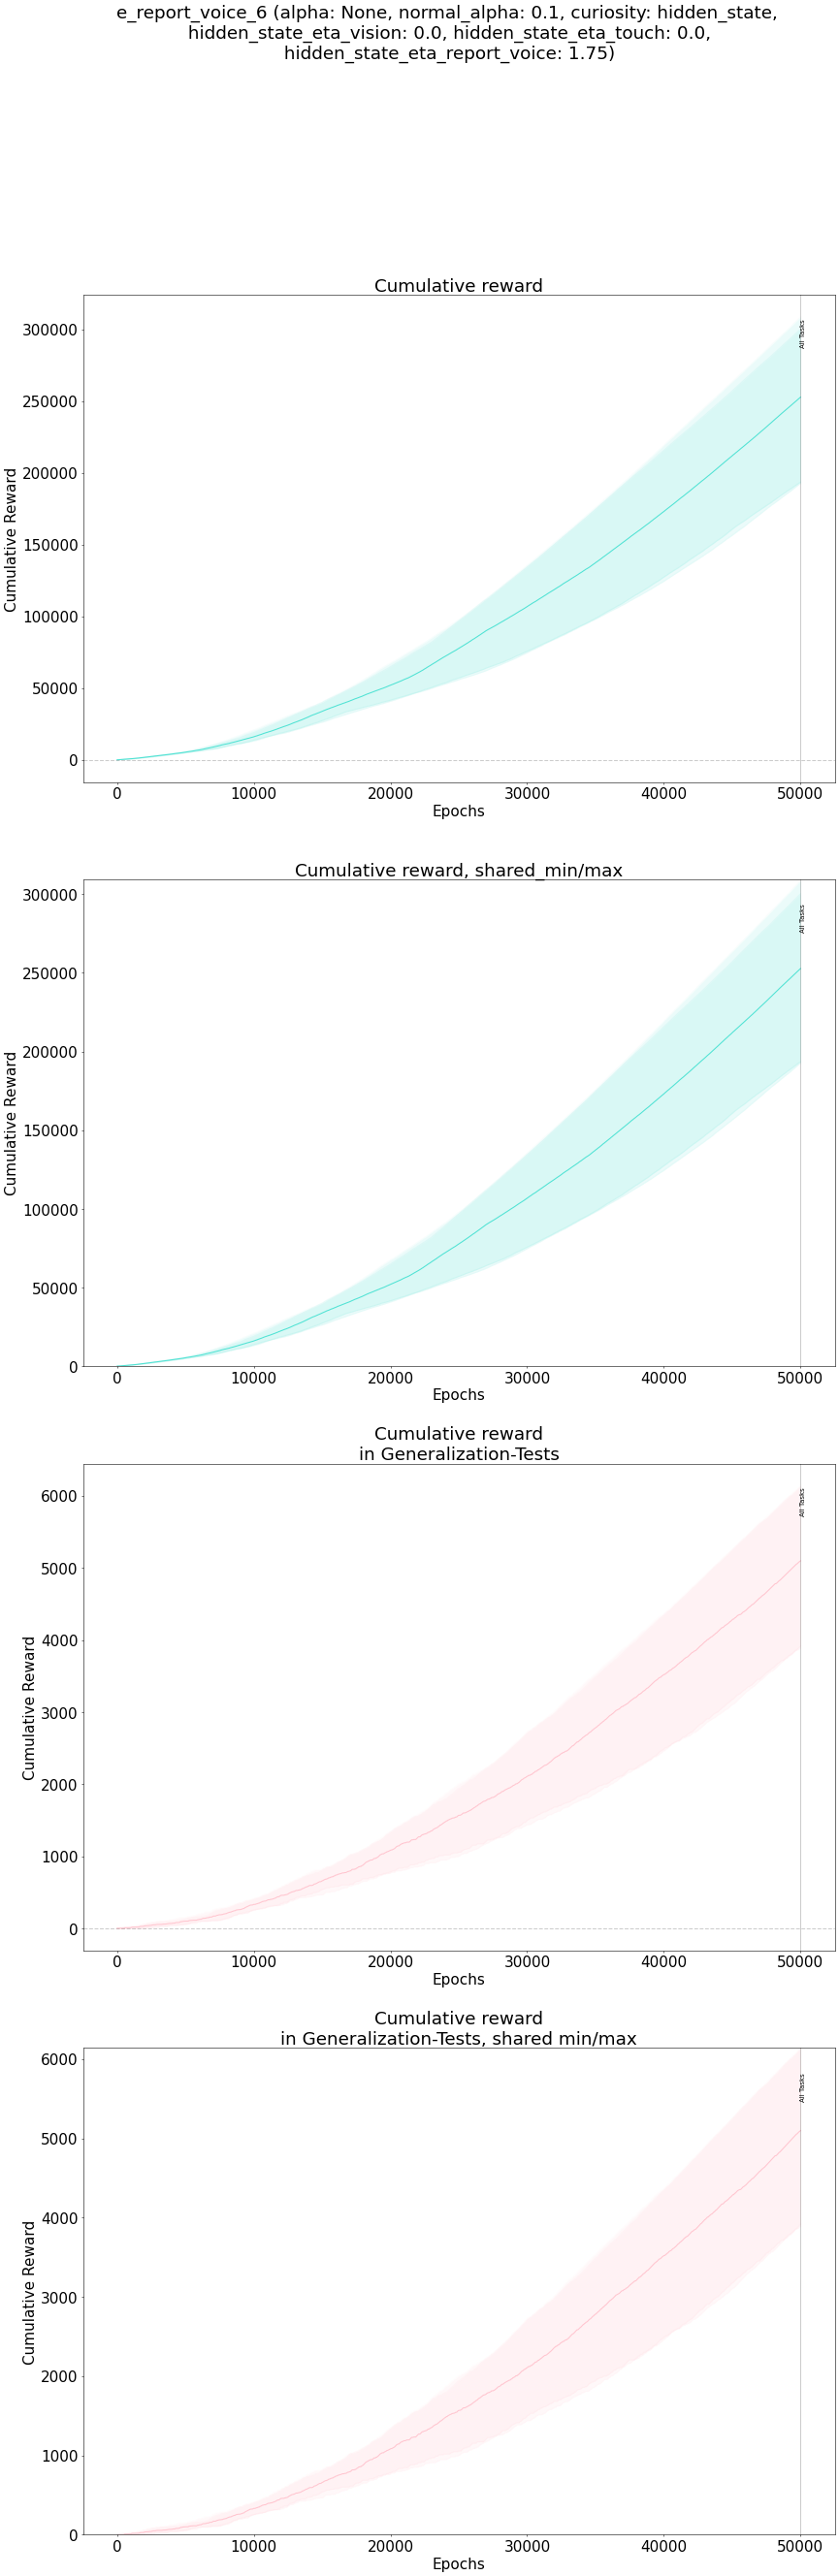 e_report_voice_6 (alpha: None, normal_alpha: 0.1, curiosity: hidden_state,
hidden_state_eta_vision: 0.0, hidden_state_eta_touch: 0.0,
hidden_state_eta_report_voice: 1.75)
Cumulative reward
300000
250000
200000
150000
100000
50000
0
Cumulative Reward
All Tasks
0 10000 20000 30000 40000 50000
Epochs
Cumulative reward, shared_min/max
300000
250000
200000
150000
100000
50000
0
Cumulative Reward
All Tasks
0 10000 20000 30000 40000 50000
Epochs
Cumulative reward
in Generalization-Tests
6000
5000
4000
3000
2000
1000
0
Cumulative Reward
All Tasks
0 10000 20000 30000 40000 50000
Epochs
Cumulative reward
in Generalization-Tests, shared min/max
6000
5000
4000
3000
2000
1000
0
Cumulative Reward
All Tasks
0 10000 20000 30000 40000 50000
Epochs